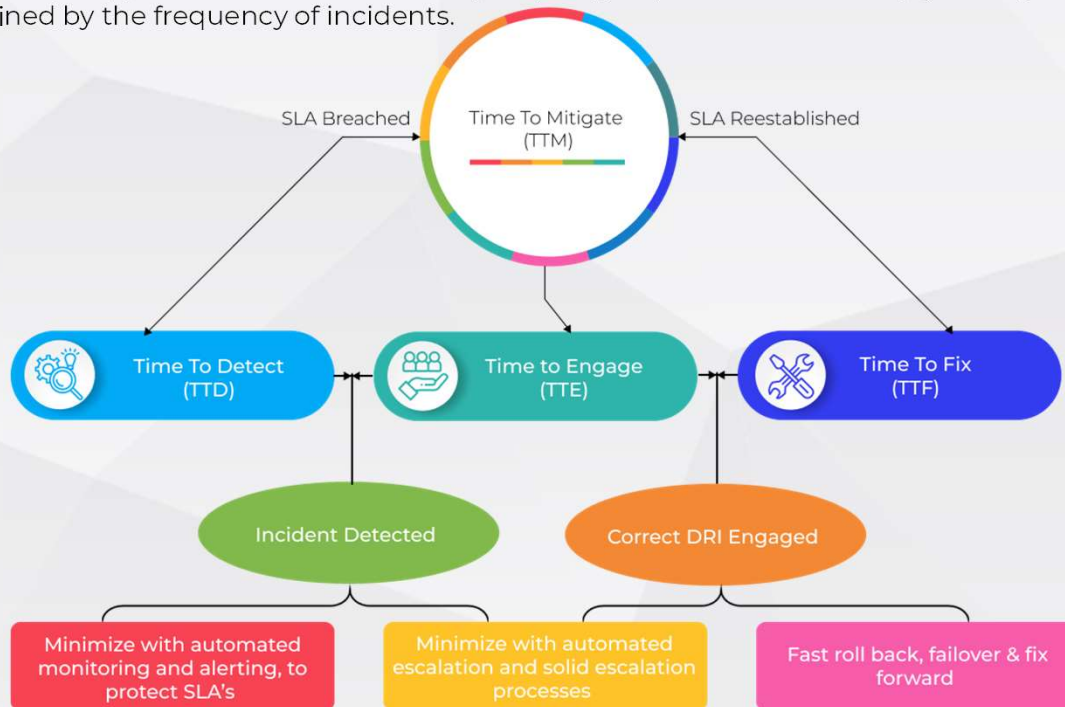 ined by the frequency of incidents.
SLA Breached
Time To Mitigate
(TTM)
SLA Reestablished
Time To Detect
(TTD)
Time to Engage
(TTE)
Time To Fix
(TTF)
Incident Detected
Correct DRI Engaged
Minimize with automated
monitoring and alerting, to
protect SLA's
Minimize with automated
escalation and solid escalation
processes
Fast roll back, failover & fix
forward